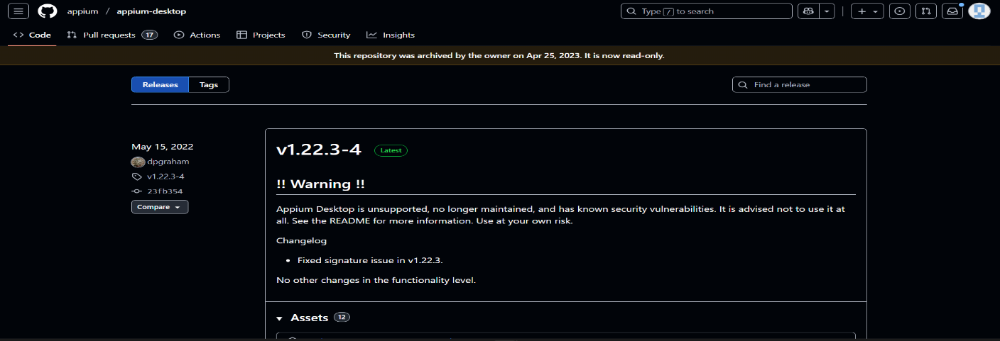 appium / appium-desktop
Type / to search
Code
Pull requests 17
Actions
Projects
Security
Insights
This repository was archived by the owner on Apr 25, 2023. It is now read-only.
Releases
Tags
Find a release
May 15, 2022
dpgraham
v1.22.3-4
23fb354
Compare
v1.22.3-4 Latest
!! Warning !!
Appium Desktop is unsupported, no longer maintained, and has known security vulnerabilities. It is advised not to use it at
all. See the README for more information. Use at your own risk.
Changelog
• Fixed signature issue in v1.22.3.
No other changes in the functionality level.
Assets 12